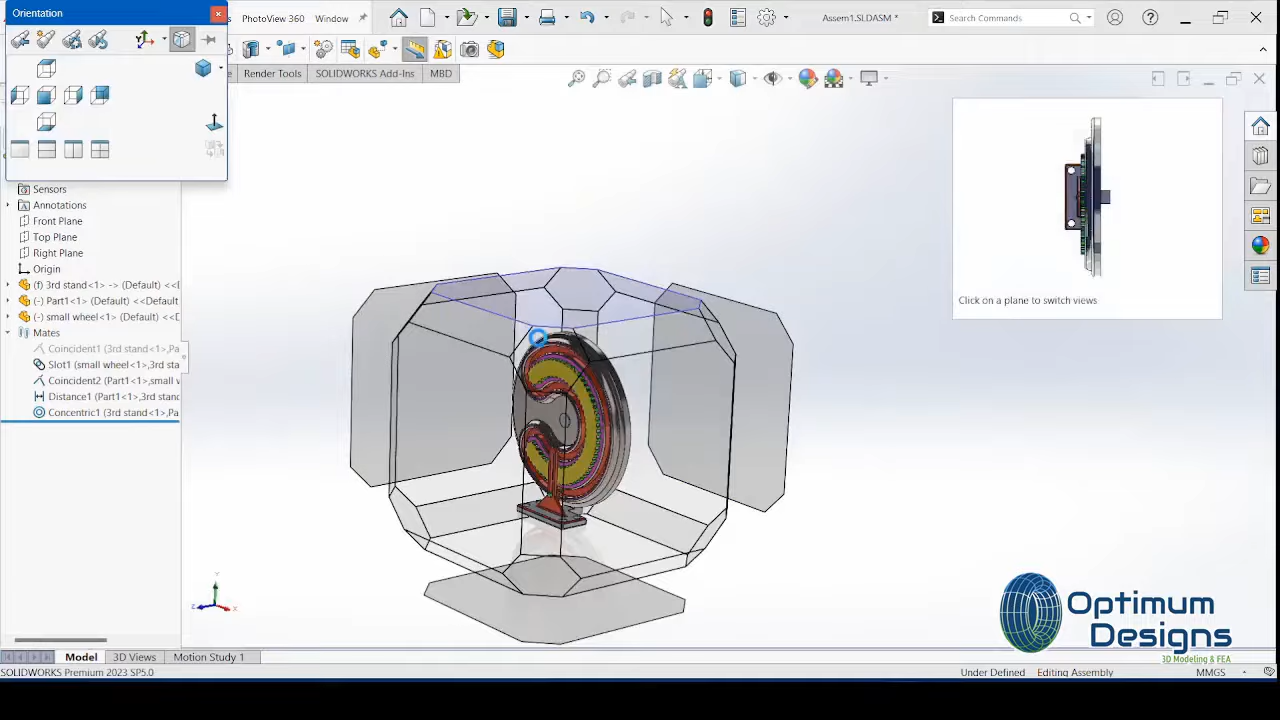 Orientation
PhotoView 360
Window
Assem1.SLDASM *
Search Commands
Render Tools
SOLIDWORKS Add-Ins
MBD
Sensors
Annotations
Front Plane
Top Plane
Right Plane
Origin
(f) 3rd stand<1> -> (Default) <<D
(-) Part1<1> (Default) <<Default
(-) small wheel<1> (Default) <<D
Mates
Coincident1 (3rd stand<1>,Pa
Slot1 (small wheel<1>,3rd sta
Coincident2 (Part1<1>,small w
Distance1 (Part1<1>,3rd stand
Concentric1 (3rd stand<1>,Pa
Click on a plane to switch views
Y
Z
X
Optimum
Designs
3D Modeling & FEA
Model
3D Views
Motion Study 1
SOLIDWORKS Premium 2023 SP5.0
Under Defined
Editing Assembly
MMGS